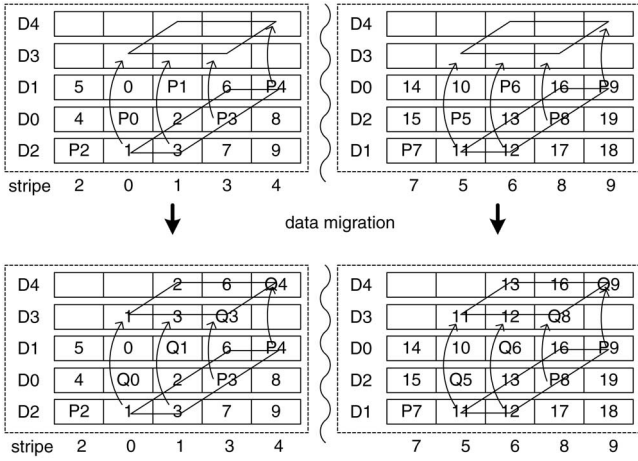 D4
D3
D1 5 0 P1 6 P4
D0 4 P0 2 P3 8
D2 P2 1 3 7 9
stripe 2 0 1 3 4
D4
D3
D0 14 10 P6 16 P9
D2 15 P5 13 P8 19
D1 P7 11 12 17 18
7 5 6 8 9
data migration
D4 2 6 Q4
D3 1 3 Q3
D1 5 0 Q1 6 P4
D0 4 Q0 2 P3 8
D2 P2 1 3 7 9
stripe 2 0 1 3 4
D4 13 16 Q9
D3 11 12 Q8
D0 14 10 Q6 16 P9
D2 15 Q5 13 P8 19
D1 P7 11 12 17 18
7 5 6 8 9